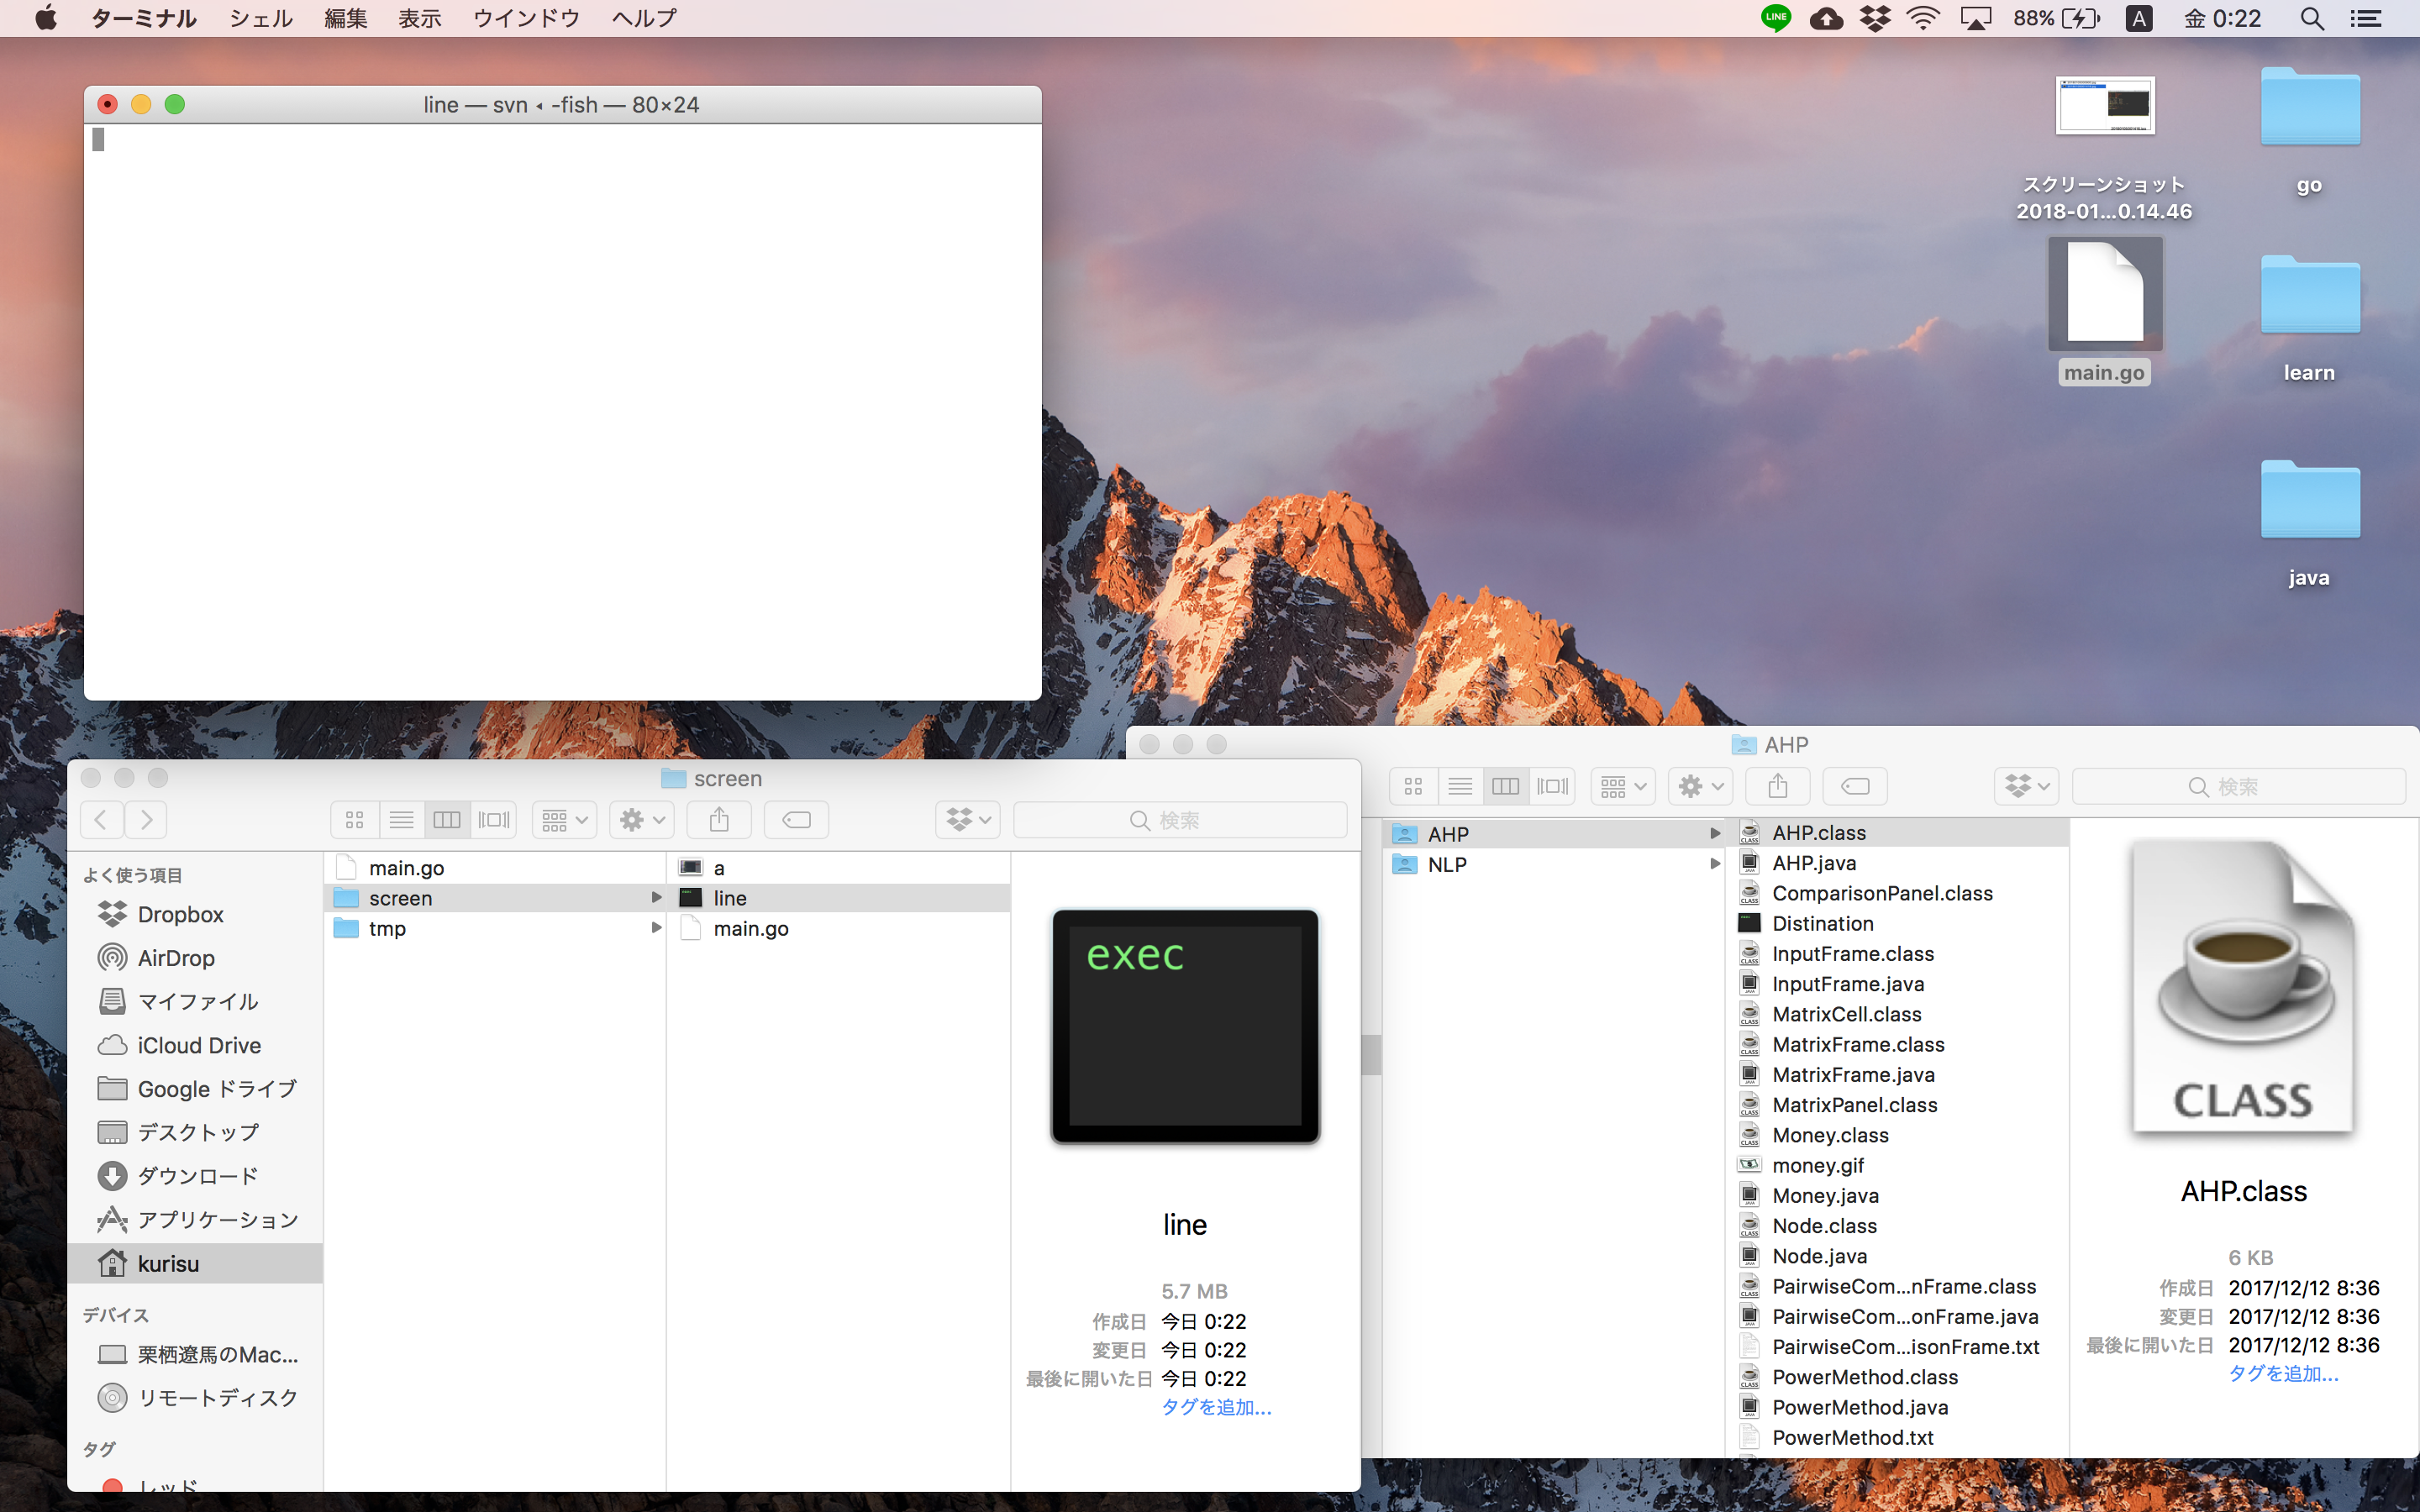 ターミナル シェル 編集 表示 ウインドウ ヘルプ
LINE 88% A 金 0:22
line — svn ◂ -fish — 80×24
スクリーンショット
2018-01...0.14.46
go
main.go
learn
java
screen
検索
よく使う項目
Dropbox
AirDrop
マイファイル
iCloud Drive
Google ドライブ
デスクトップ
ダウンロード
アプリケーション
kurisu
デバイス
栗栖遼馬のMac...
リモートディスク
タグ
レッド
main.go
screen
tmp
a
line
main.go
exec
line
5.7 MB
作成日 今日 0:22
変更日 今日 0:22
最後に開いた日 今日 0:22
タグを追加...
AHP
検索
AHP
NLP
AHP.class
AHP.java
ComparisonPanel.class
Distination
InputFrame.class
InputFrame.java
MatrixCell.class
MatrixFrame.class
MatrixFrame.java
MatrixPanel.class
Money.class
money.gif
Money.java
Node.class
Node.java
PairwiseCom...nFrame.class
PairwiseCom...onFrame.java
PairwiseCom...isonFrame.txt
PowerMethod.class
PowerMethod.java
PowerMethod.txt
CLASS
AHP.class
6 KB
作成日 2017/12/12 8:36
変更日 2017/12/12 8:36
最後に開いた日 2017/12/12 8:36
タグを追加...